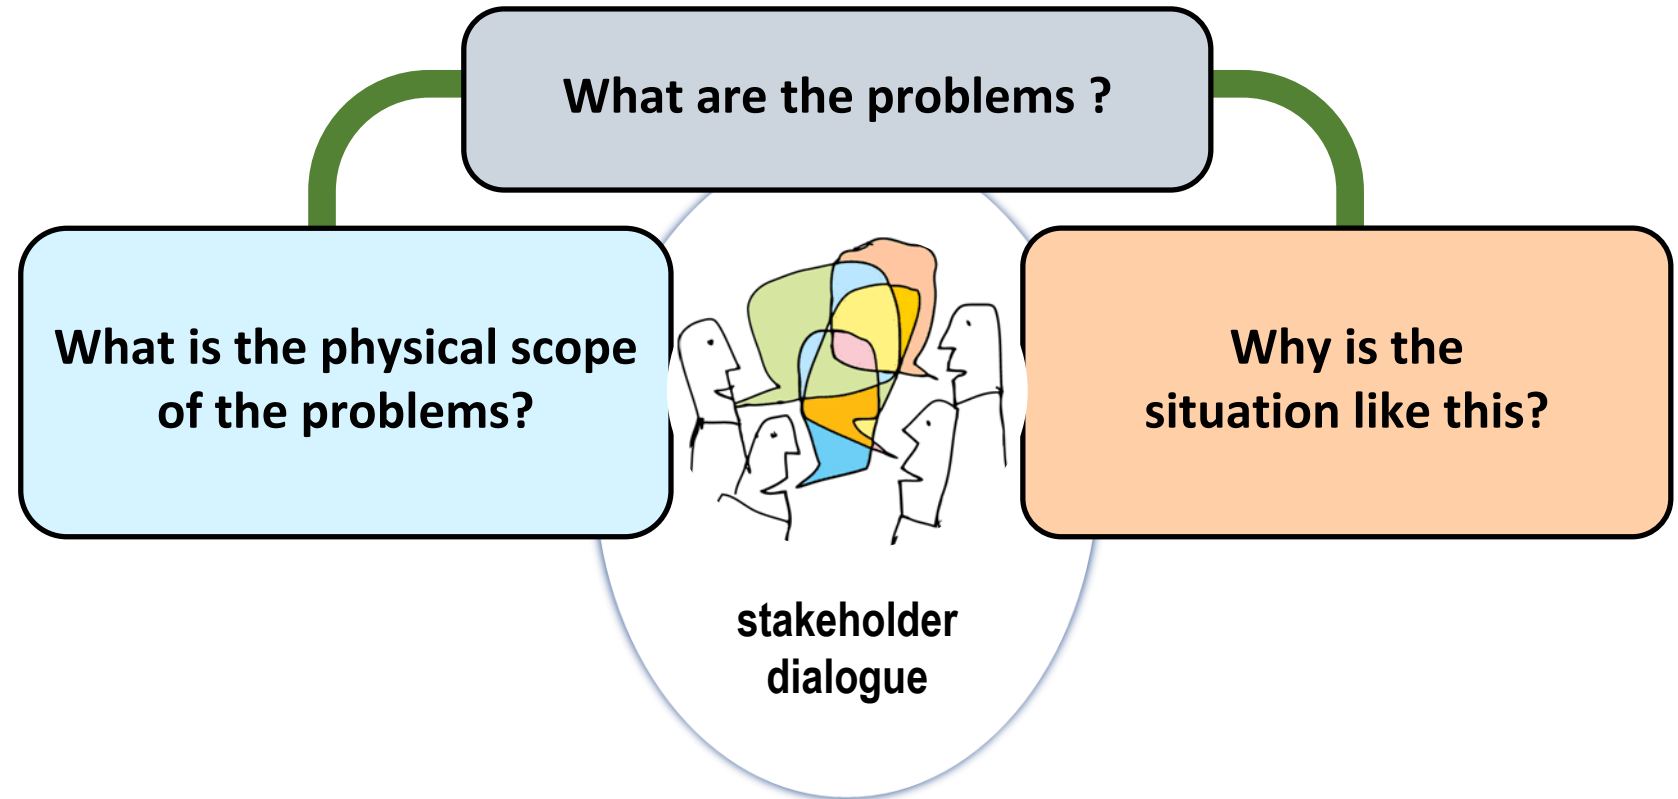 What are the problems ?
What is the physical scope
of the problems?
Why is the
situation like this?
stakeholder
dialogue